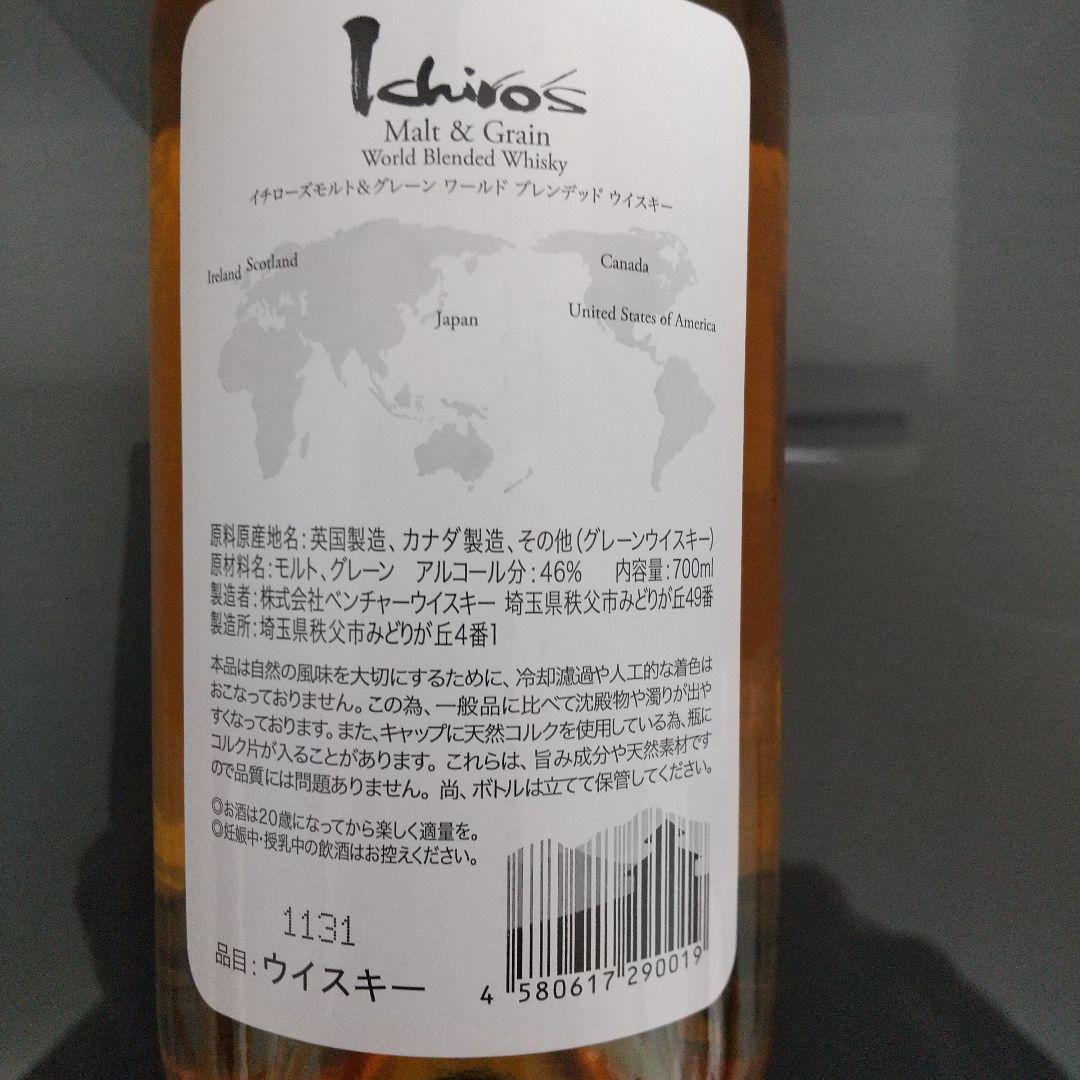 Ichiro's
Malt & Grain
World Blended Whisky
イチローズモルト&グレーン ワールド ブレンデッド ウイスキー
Ireland Scotland
Canada
Japan
United States of America
原料原産地名:英国製造、カナダ製造、その他(グレーンウイスキー)
原材料名:モルト、グレーン アルコール分:46% 内容量:700ml
製造者:株式会社ベンチャーウイスキー 埼玉県秩父市みどりが丘49番
製造所:埼玉県秩父市みどりが丘4番1
本品は自然の風味を大切にするために、冷却濾過や人工的な着色は
おこなっておりません。この為、一般品に比べて沈殿物や濁りが出や
すくなっております。また、キャップに天然コルクを使用している為、瓶に
コルク片が入ることがあります。これらは、旨み成分や天然素材です
ので品質には問題ありません。尚、ボトルは立てて保管してください。
◎お酒は20歳になってから楽しく適量を。
◎妊娠中・授乳中の飲酒はお控えください。
1131
品目:ウイスキー
4 580617 290019